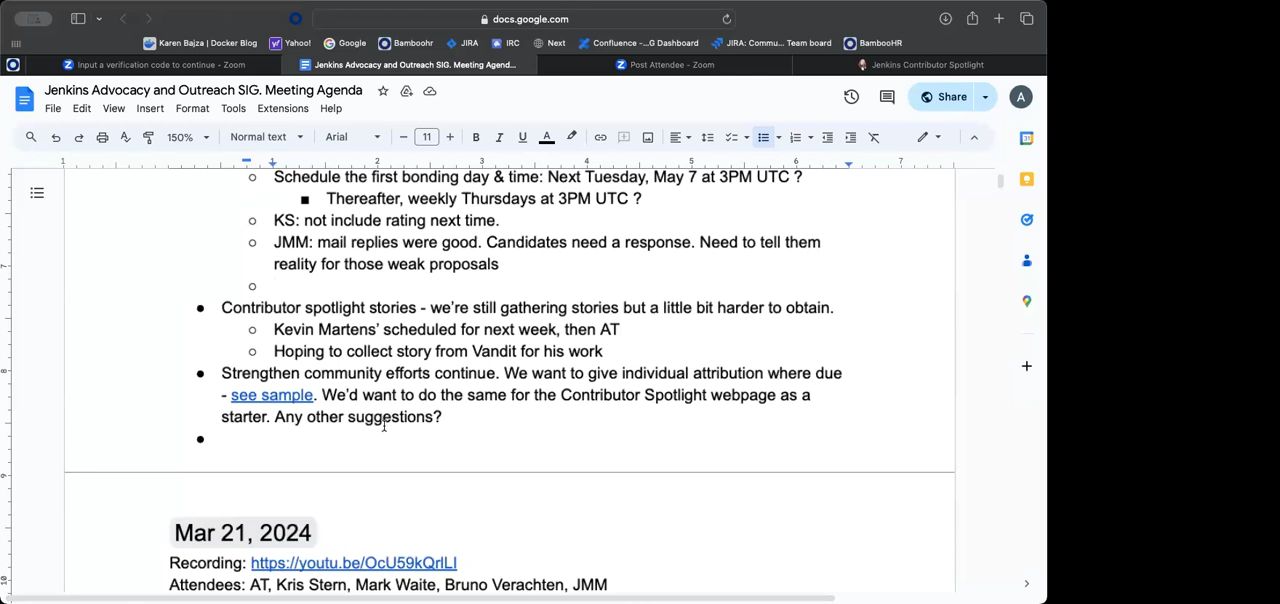 docs.google.com
Karen Bajza | Docker Blog
Yahoo!
Google
Bamboohr
JIRA
IRC
Next
Confluence ...G Dashboard
JIRA: Commu... Team board
BambooHR
Input a verification code to continue - Zoom
Jenkins Advocacy and Outreach SIG. Meeting Agend...
Post Attendee - Zoom
Jenkins Contributor Spotlight
Jenkins Advocacy and Outreach SIG. Meeting Agenda
File Edit View Insert Format Tools Extensions Help
Share
A
150%
Normal text
Arial
11
B I U A
1 1 2 3 4 5 6 7
Schedule the first bonding day & time: Next Tuesday, May 7 at 3PM UTC ?
Thereafter, weekly Thursdays at 3PM UTC ?
KS: not include rating next time.
JMM: mail replies were good. Candidates need a response. Need to tell them
reality for those weak proposals
Contributor spotlight stories - we're still gathering stories but a little bit harder to obtain.
Kevin Martens' scheduled for next week, then AT
Hoping to collect story from Vandit for his work
Strengthen community efforts continue. We want to give individual attribution where due
- see sample. We'd want to do the same for the Contributor Spotlight webpage as a
starter. Any other suggestions?
Mar 21, 2024
Recording: https://youtu.be/OcU59kQrlLI
Attendees: AT, Kris Stern, Mark Waite, Bruno Verachten, JMM